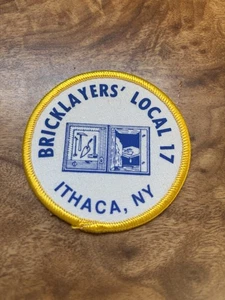 BRICKLAYERS' LOCAL 17
ITHACA, NY